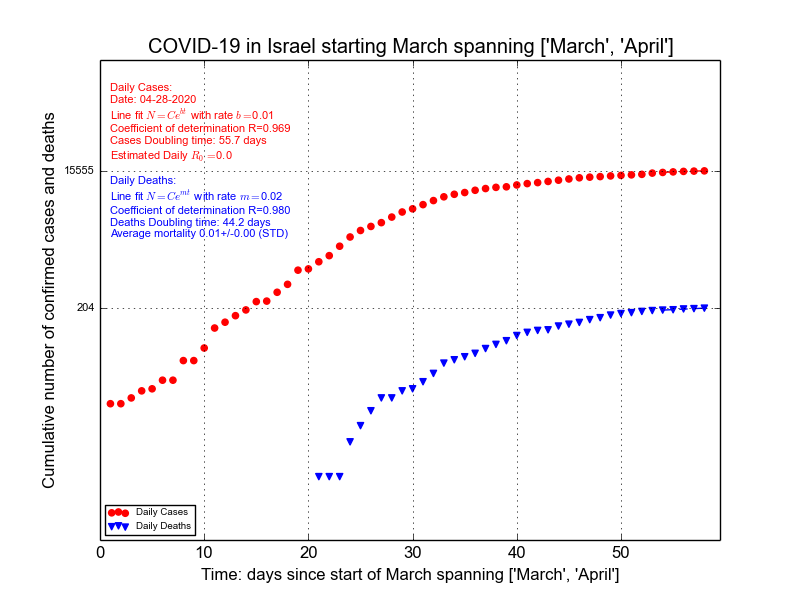 COVID-19 in Israel starting March spanning ['March', 'April']
Daily Cases:
Date: 04-28-2020
Line fit N = Ce^{bt} with rate b =0.01
Coefficient of determination R=0.969
Cases Doubling time: 55.7 days
Estimated Daily R_0 =0.0
Daily Deaths:
Line fit N = Ce^{mt} with rate m =0.02
Coefficient of determination R=0.980
Deaths Doubling time: 44.2 days
Average mortality 0.01+/-0.00 (STD)
15555
204
Cumulative number of confirmed cases and deaths
Daily Cases
Daily Deaths
0 10 20 30 40 50
Time: days since start of March spanning ['March', 'April']